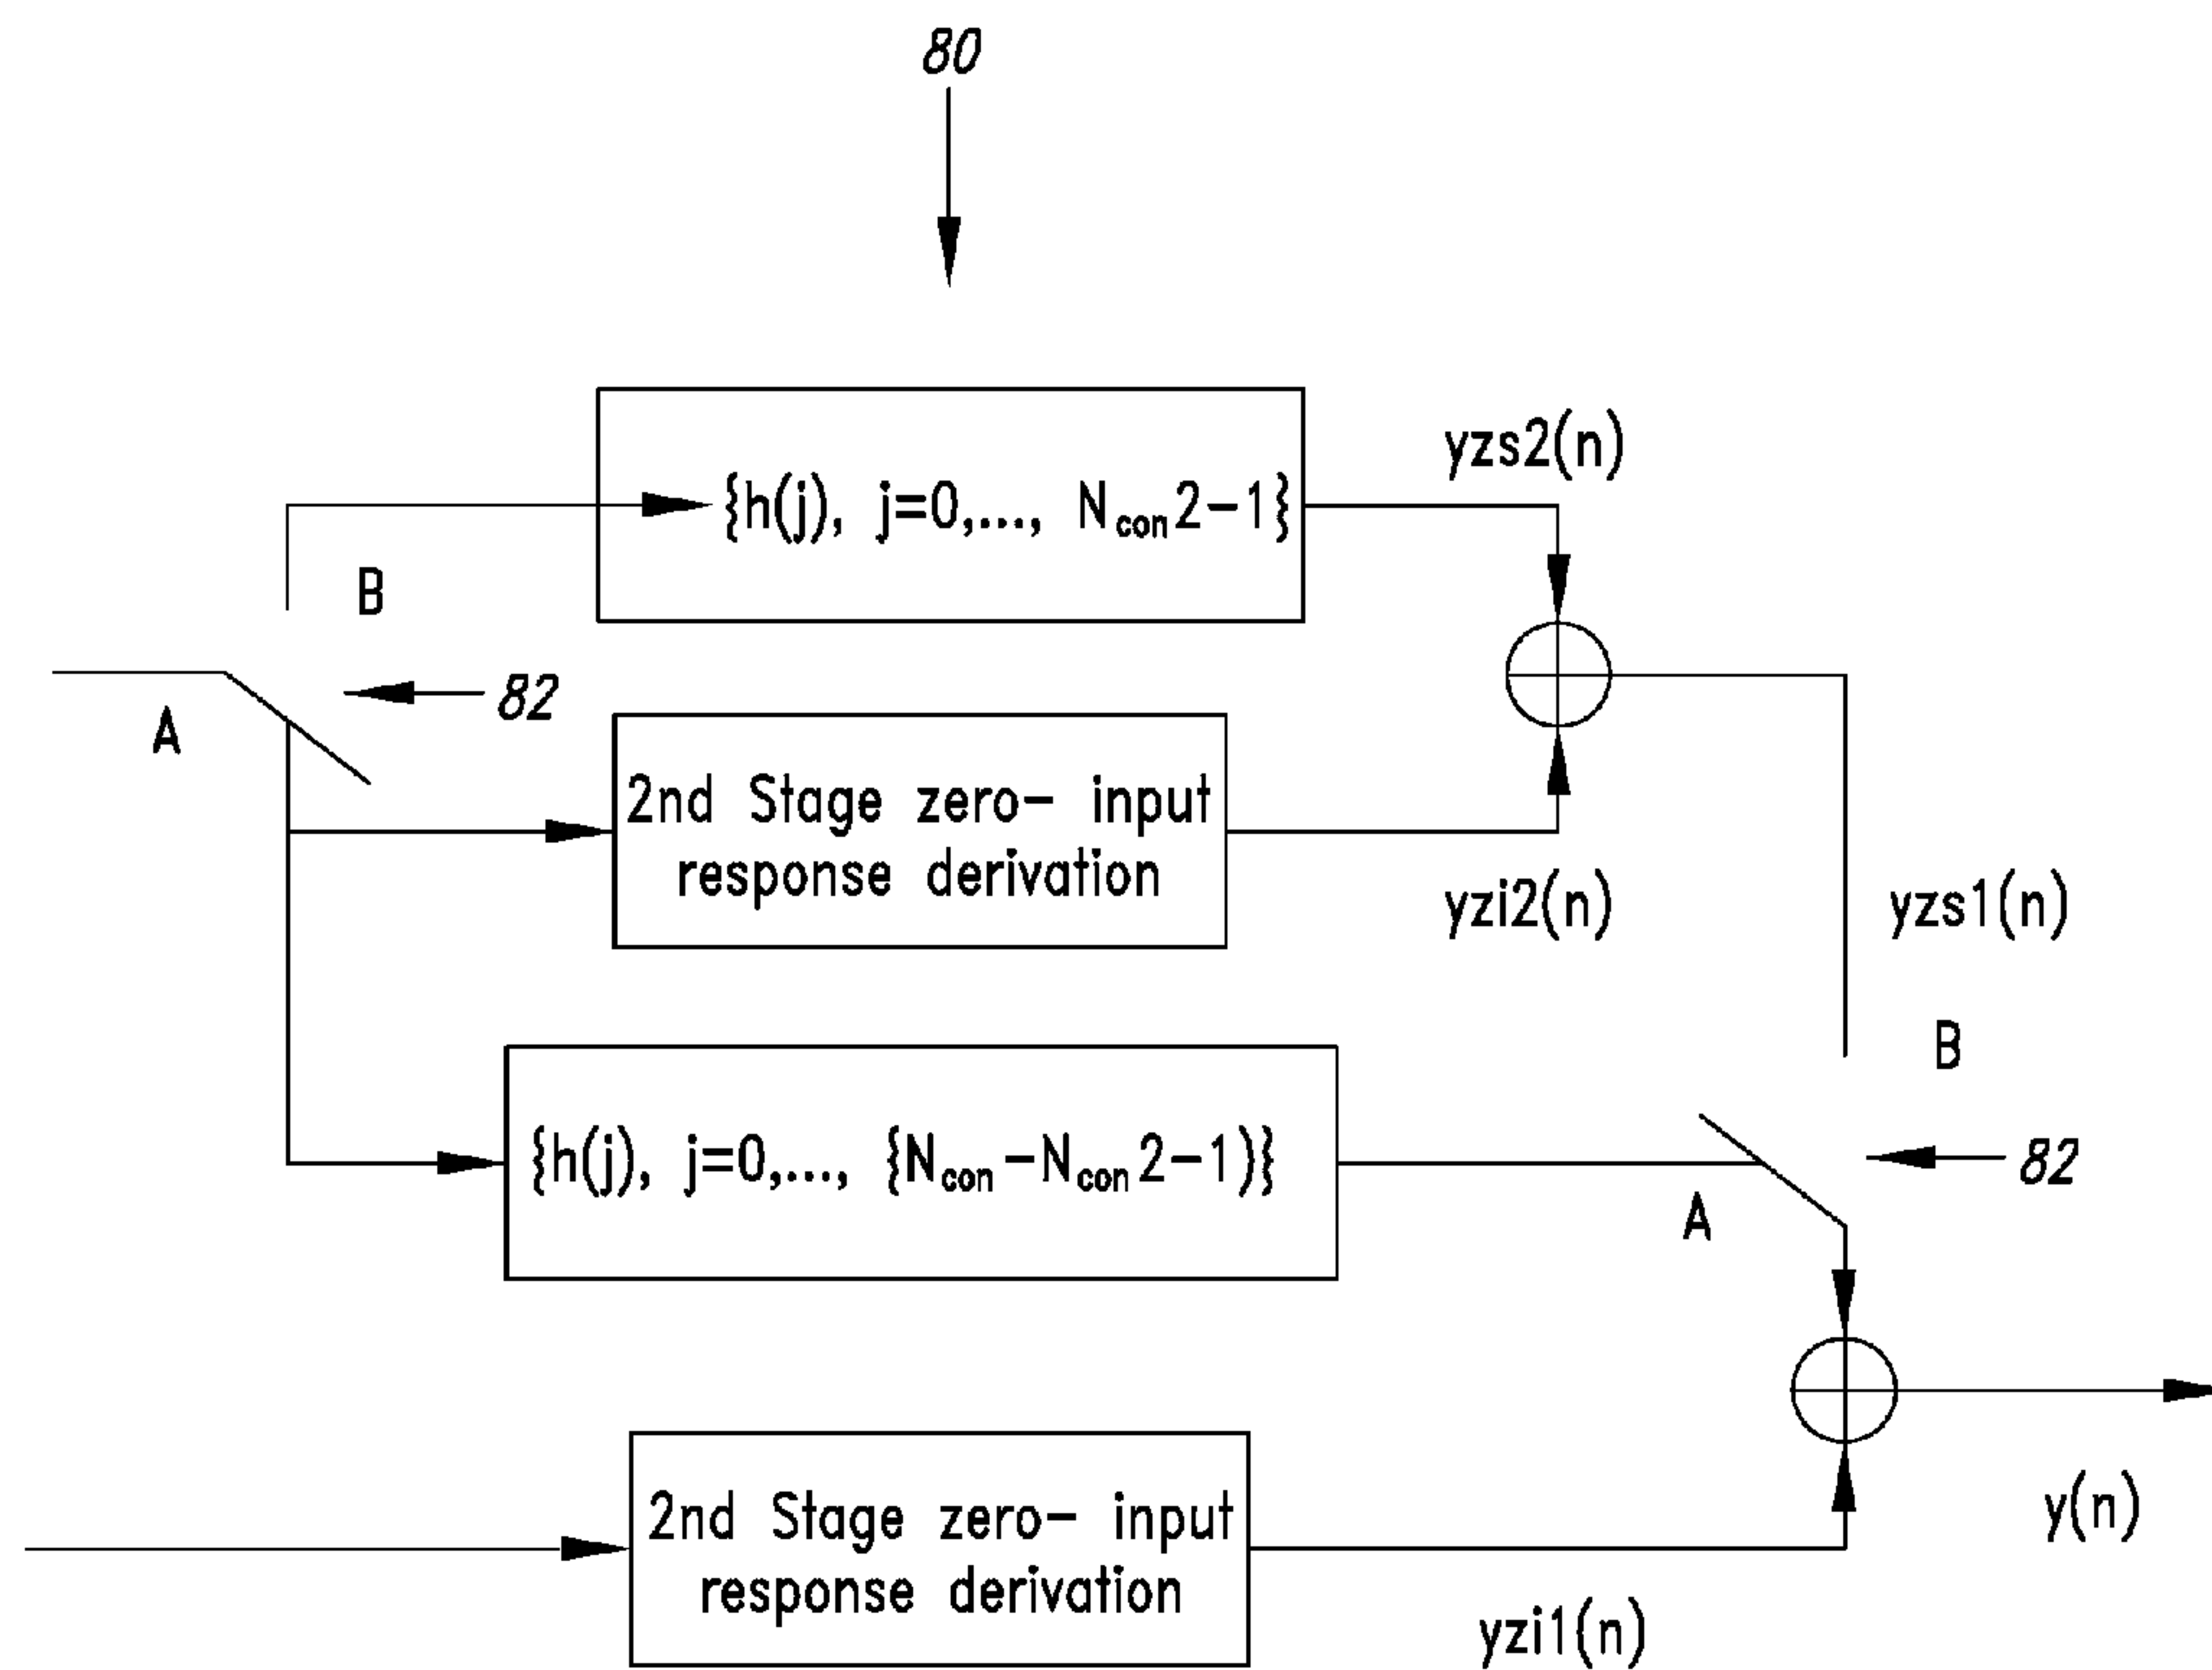 80
{h(j), j=0,..., Ncon2-1}
yzs2(n)
B
A
82
2nd Stage zero- input
response derivation
yzi2(n)
yzs1(n)
B
{h(j), j=0,..., {Ncon-Ncon2-1)}
82
A
2nd Stage zero- input
response derivation
y(n)
yzi1(n)